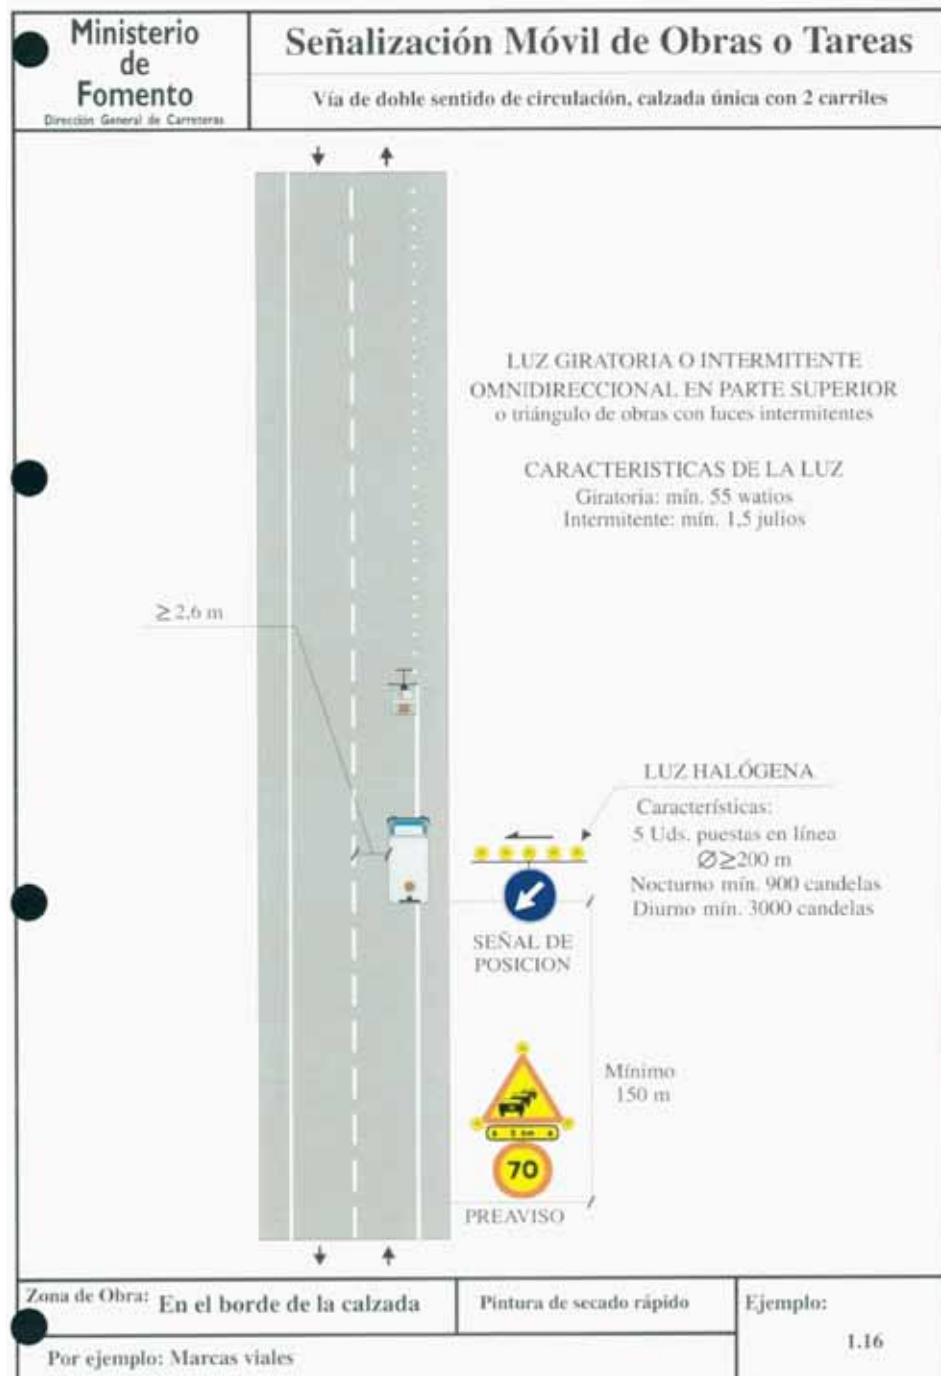 Ministerio
de
Fomento
Dirección General de Carreteras
Señalización Móvil de Obras o Tareas
Vía de doble sentido de circulación, calzada única con 2 carriles
LUZ GIRATORIA O INTERMITENTE
OMNIDIRECCIONAL EN PARTE SUPERIOR
o triángulo de obras con luces intermitentes
CARACTERISTICAS DE LA LUZ
Giratoria: mín. 55 watios
Intermitente: mín. 1,5 julios
≥ 2,6 m
LUZ HALÓGENA
Características:
5 Uds. puestas en línea
Ø≥200 m
Nocturno mín. 900 candelas
Diurno mín. 3000 candelas
SEÑAL DE
POSICION
Mínimo
150 m
5 km
70
PREAVISO
Zona de Obra: En el borde de la calzada
Pintura de secado rápido
Ejemplo:
1.16
Por ejemplo: Marcas viales